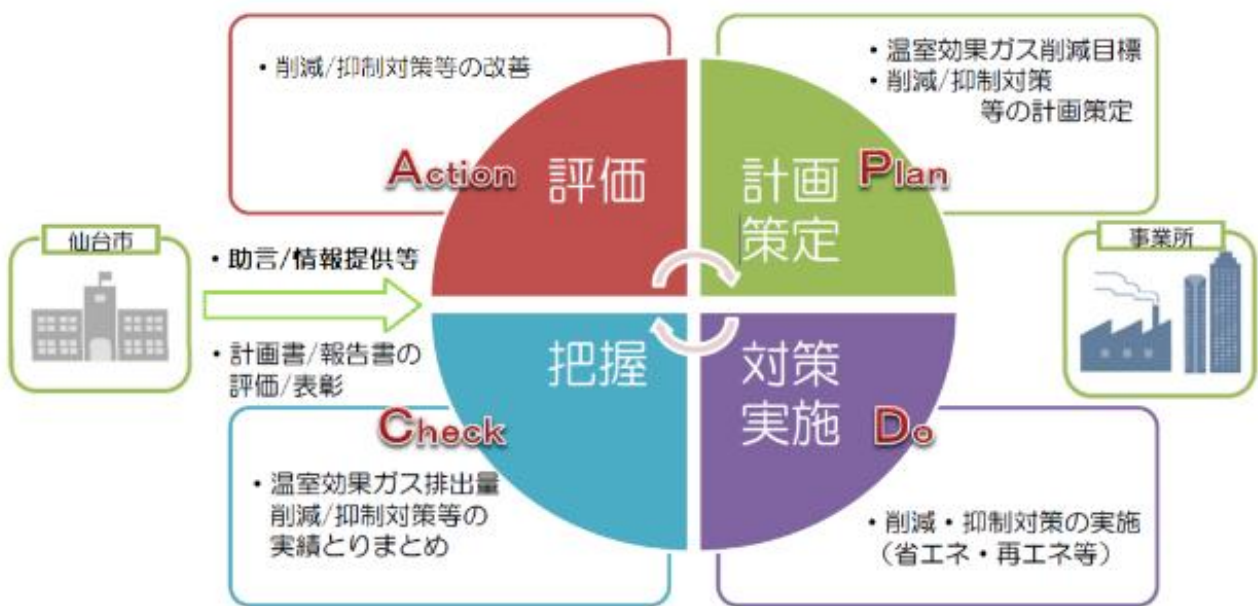 ・削減/抑制対策等の改善
Action
評価
・温室効果ガス削減目標
・削減/抑制対策
等の計画策定
計画
策定
Plan
仙台市
・助言/情報提供等
・計画書/報告書の
評価/表彰
事業所
把握
Check
・温室効果ガス排出量
削減/抑制対策等の
実績とりまとめ
対策
実施
Do
・削減・抑制対策の実施
（省エネ・再エネ等）